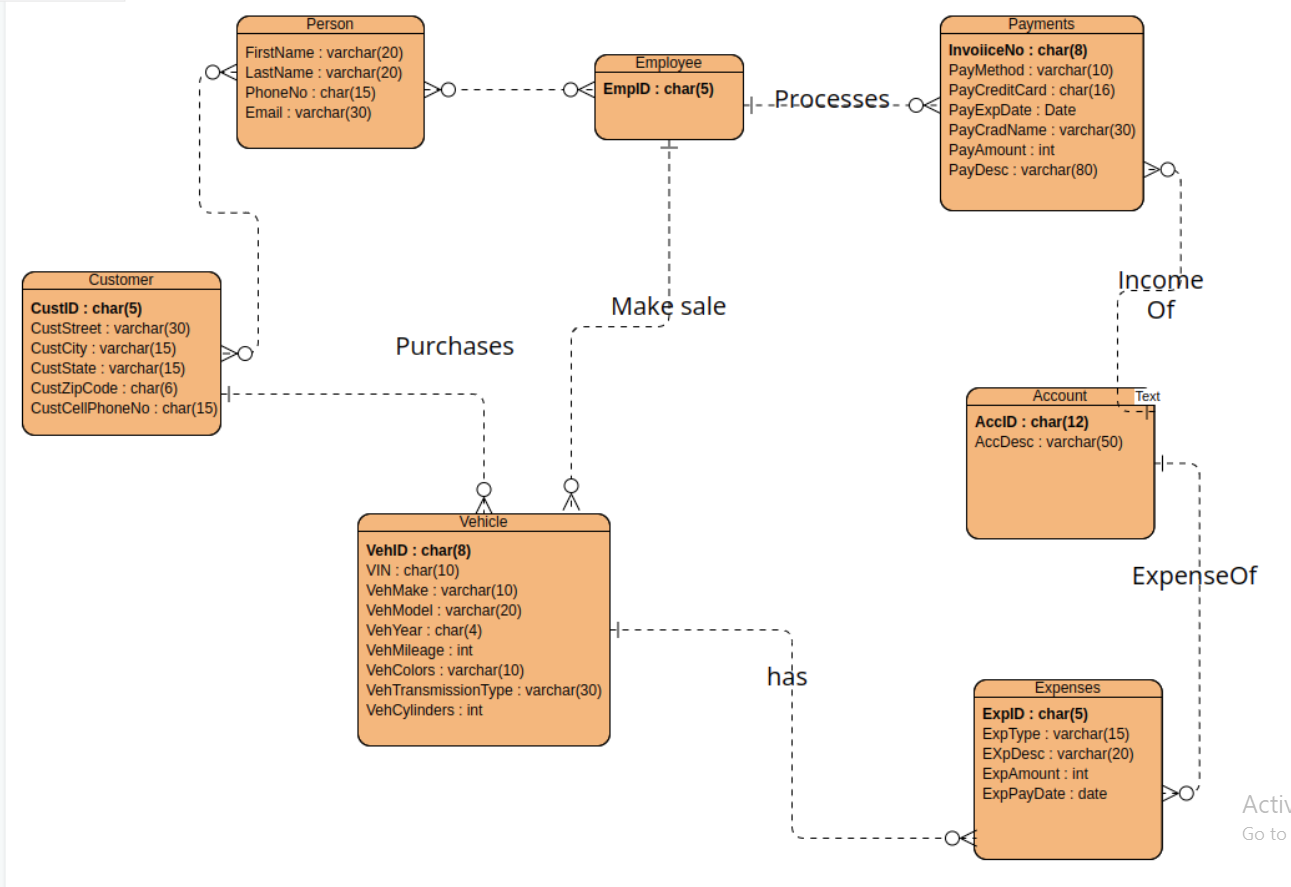 Person
FirstName : varchar(20)
LastName : varchar(20)
PhoneNo : char(15)
Email : varchar(30)
Employee
EmpID : char(5)
Processes
Payments
InvoiiceNo : char(8)
PayMethod : varchar(10)
PayCreditCard : char(16)
PayExpDate : Date
PayCradName : varchar(30)
PayAmount : int
PayDesc : varchar(80)
Customer
CustID : char(5)
CustStreet : varchar(30)
CustCity : varchar(15)
CustState : varchar(15)
CustZipCode : char(6)
CustCellPhoneNo : char(15)
Purchases
Make sale
Income
Of
Account
Text
AccID : char(12)
AccDesc : varchar(50)
Vehicle
VehID : char(8)
VIN : char(10)
VehMake : varchar(10)
VehModel : varchar(20)
VehYear : char(4)
VehMileage : int
VehColors : varchar(10)
VehTransmissionType : varchar(30)
VehCylinders : int
has
ExpenseOf
Expenses
ExpID : char(5)
ExpType : varchar(15)
EXpDesc : varchar(20)
ExpAmount : int
ExpPayDate : date
Activ
Go to